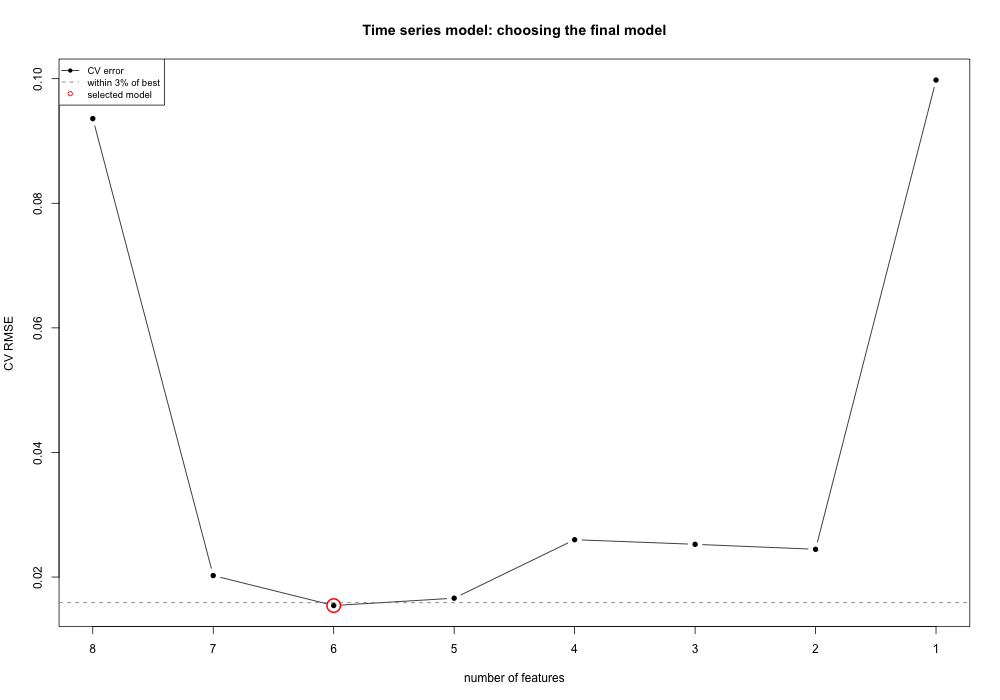 Time series model: choosing the final model
CV error
within 3% of best
selected model
CV RMSE
0.10
0.08
0.06
0.04
0.02
8 7 6 5 4 3 2 1
number of features